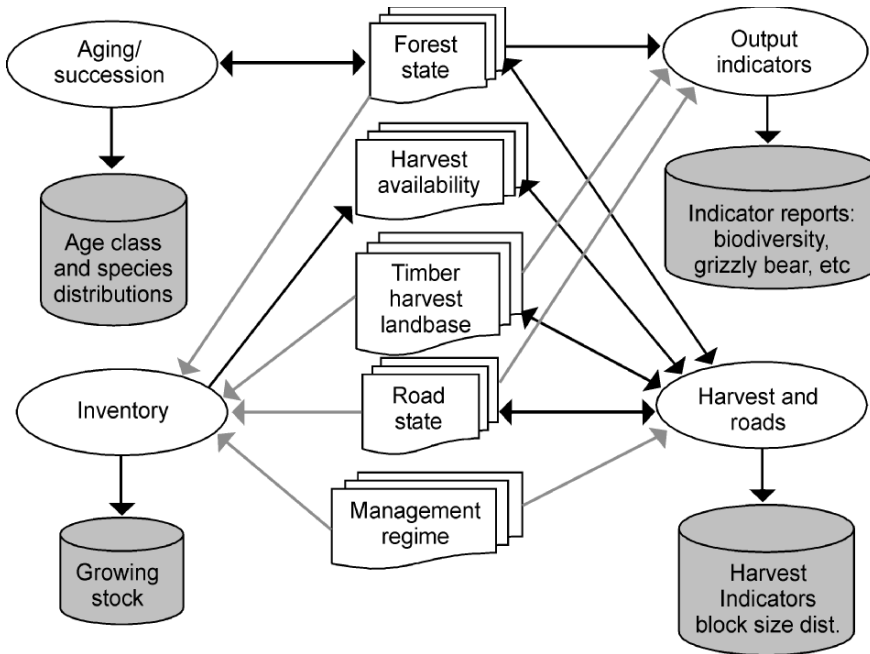 Aging/
succession
Forest
state
Output
indicators
Harvest
availability
Age class
and species
distributions
Indicator reports:
biodiversity,
grizzly bear, etc
Timber
harvest
landbase
Inventory
Road
state
Harvest and
roads
Management
regime
Growing
stock
Harvest
Indicators
block size dist.